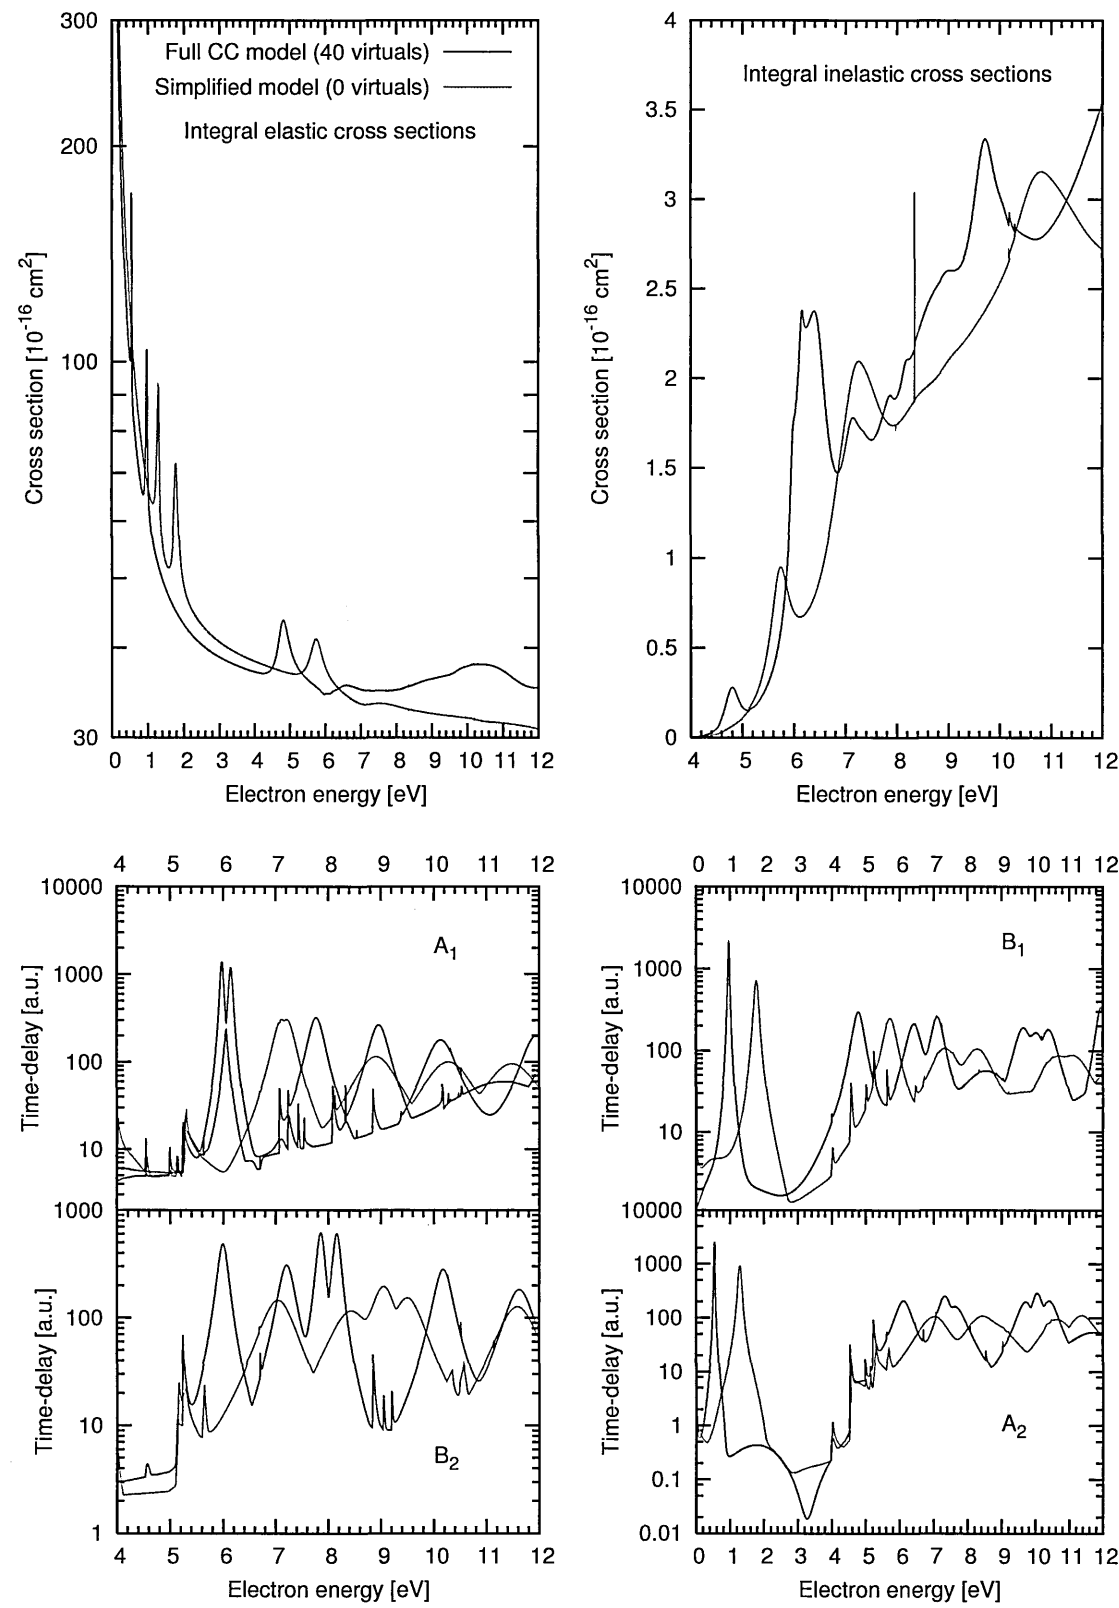 300
200
100
30
Full CC model (40 virtuals)
Simplified model (0 virtuals)
Integral elastic cross sections
Cross section [10-16 cm2]
0 1 2 3 4 5 6 7 8 9 10 11 12
Electron energy [eV]
4
3.5
3
2.5
2
1.5
1
0.5
0
Integral inelastic cross sections
Cross section [10-16 cm2]
4 5 6 7 8 9 10 11 12
Electron energy [eV]
4 5 6 7 8 9 10 11 12
10000
1000
100
10
Time-delay [a.u.]
A1
1000
100
10
1
Time-delay [a.u.]
B2
4 5 6 7 8 9 10 11 12
Electron energy [eV]
0 1 2 3 4 5 6 7 8 9 10 11 12
10000
1000
100
10
Time-delay [a.u.]
B1
10000
1000
100
10
1
0.1
0.01
Time-delay [a.u.]
A2
0 1 2 3 4 5 6 7 8 9 10 11 12
Electron energy [eV]